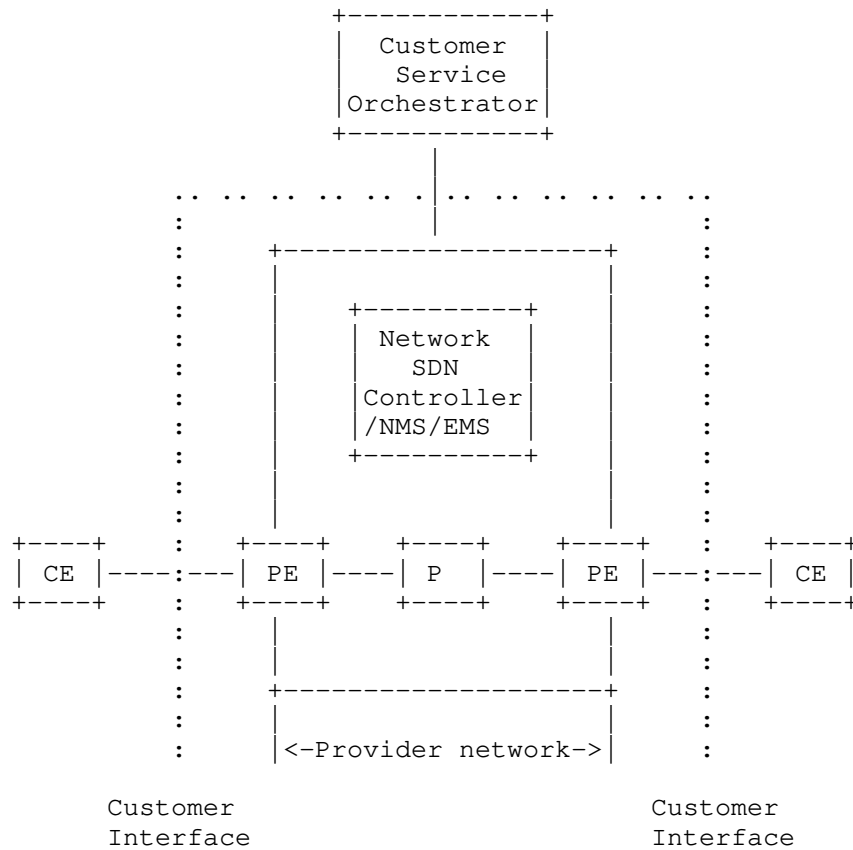 Customer
Service
Orchestrator
Network
SDN
Controller
/NMS/EMS
CE PE P PE CE
<-Provider network->
Customer Customer
Interface Interface